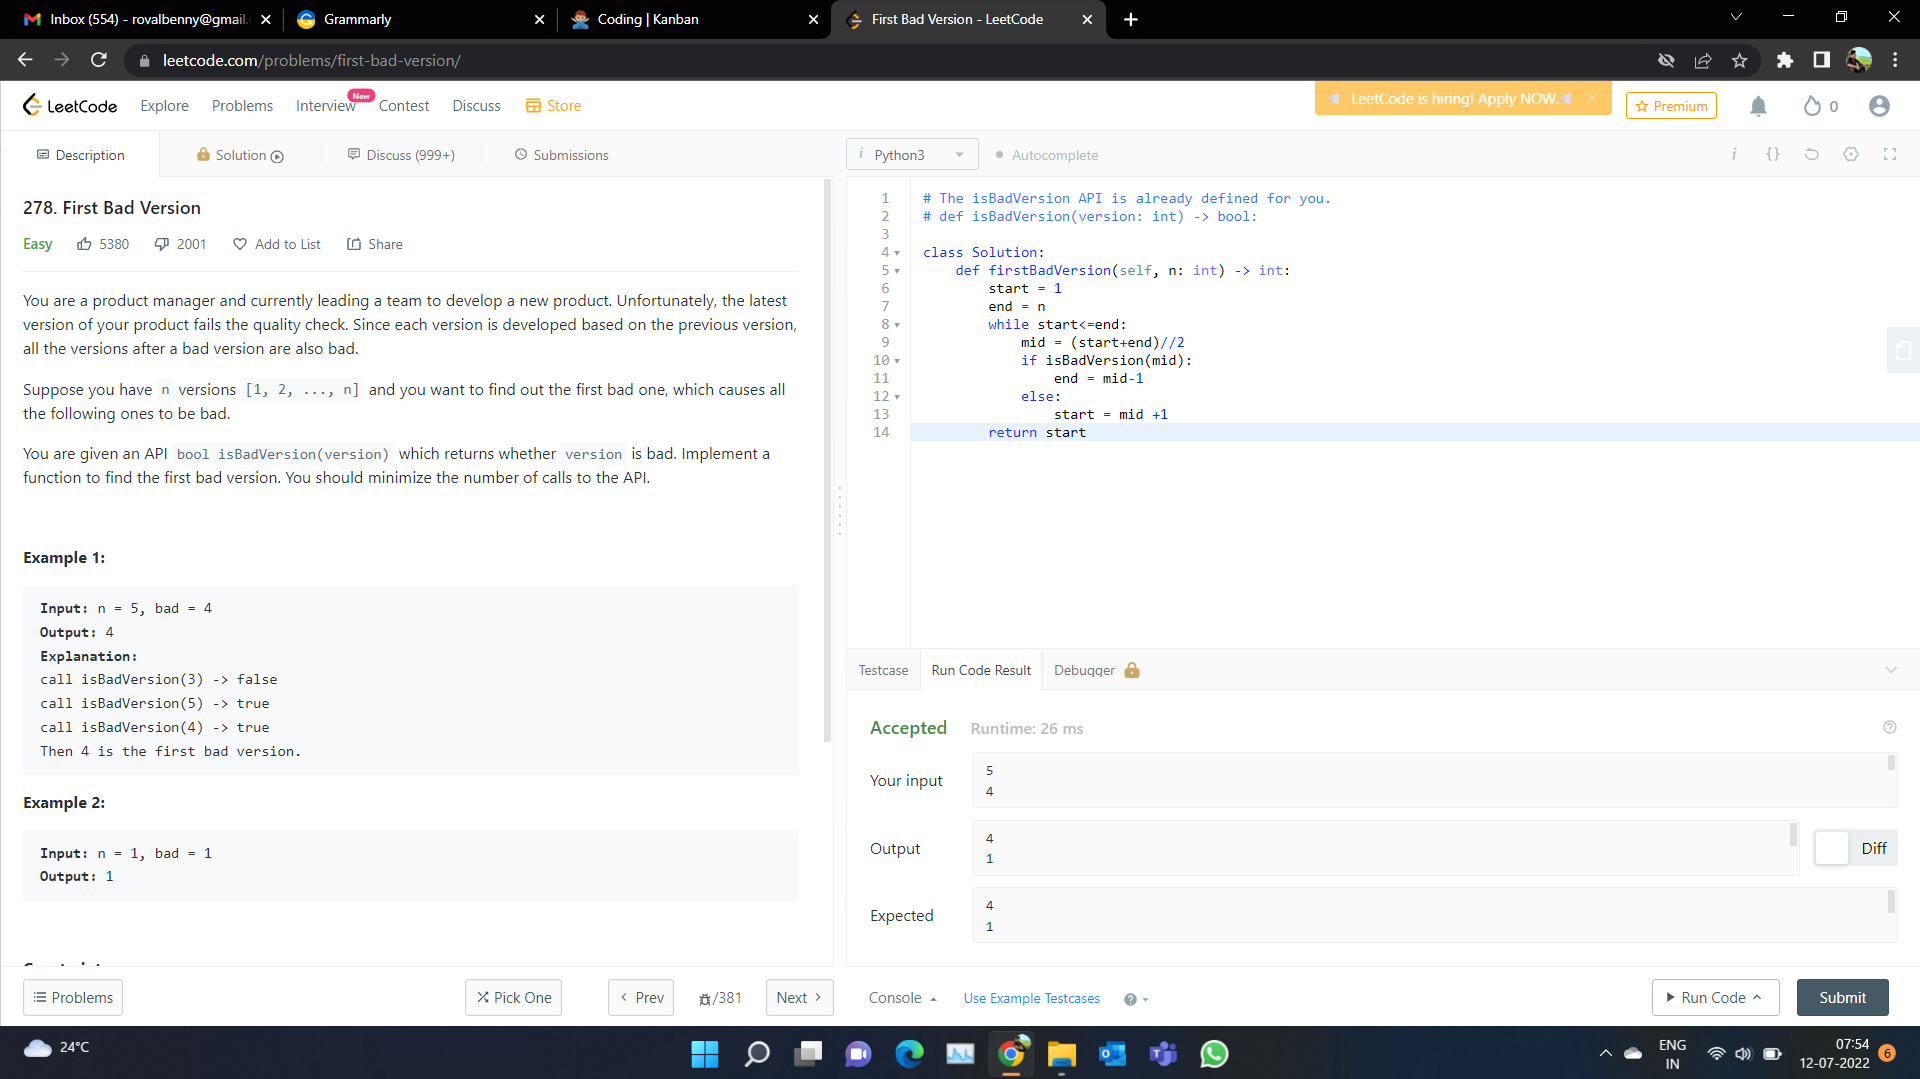 Inbox (554) - rovalbenny@gmail.
Grammarly
Coding | Kanban
First Bad Version - LeetCode
leetcode.com/problems/first-bad-version/
LeetCode
Explore
Problems
Interview
New
Contest
Discuss
Store
LeetCode is hiring! Apply NOW.
Premium
0
Description
Solution
Discuss (999+)
Submissions
i Python3
Autocomplete
i
{}
278. First Bad Version
Easy
5380
2001
Add to List
Share
You are a product manager and currently leading a team to develop a new product. Unfortunately, the latest
version of your product fails the quality check. Since each version is developed based on the previous version,
all the versions after a bad version are also bad.
Suppose you have n versions [1, 2, ..., n] and you want to find out the first bad one, which causes all
the following ones to be bad.
You are given an API bool isBadVersion(version) which returns whether version is bad. Implement a
function to find the first bad version. You should minimize the number of calls to the API.
Example 1:
Input: n = 5, bad = 4
Output: 4
Explanation:
call isBadVersion(3) -> false
call isBadVersion(5) -> true
call isBadVersion(4) -> true
Then 4 is the first bad version.
Example 2:
Input: n = 1, bad = 1
Output: 1
1 # The isBadVersion API is already defined for you.
2 # def isBadVersion(version: int) -> bool:
3
4 class Solution:
5     def firstBadVersion(self, n: int) -> int:
6         start = 1
7         end = n
8         while start<=end:
9             mid = (start+end)//2
10             if isBadVersion(mid):
11                 end = mid-1
12             else:
13                 start = mid +1
14         return start
Testcase
Run Code Result
Debugger
Accepted
Runtime: 26 ms
Your input
5
4
Output
4
1
Diff
Expected
4
1
Problems
Pick One
Prev
/381
Next
Console
Use Example Testcases
Run Code
Submit
24°C
ENG
IN
07:54
12-07-2022
6